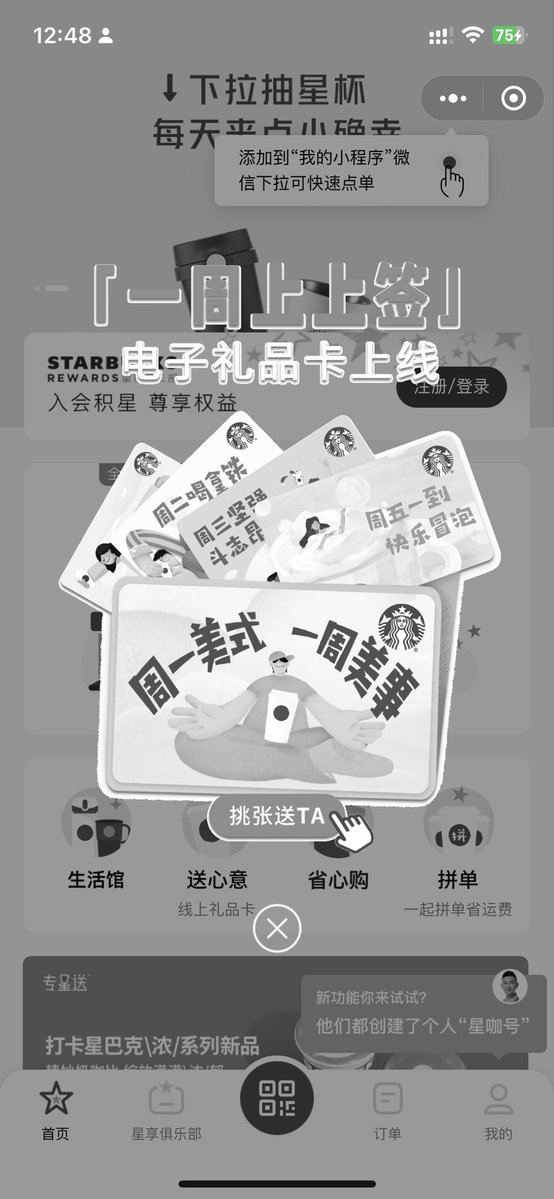 12:48
75
下拉抽星杯
每天来点小确幸
添加到“我的小程序”微
信下拉可快速点单
「一周上上签」
电子礼品卡上线
STARBUCKS
REWARDS
注册/登录
入会积星 尊享权益
周二喝拿铁
周三坚强
斗志昂
周五一到
快乐冒泡
周一美式 一周美事
挑张送TA
生活馆
送心意
省心购
拼单
拼
线上礼品卡
一起拼单省运费
专星送
新功能你来试试?
他们都创建了个人“星咖号”
打卡星巴克\浓/系列新品
首页
星享俱乐部
订单
我的